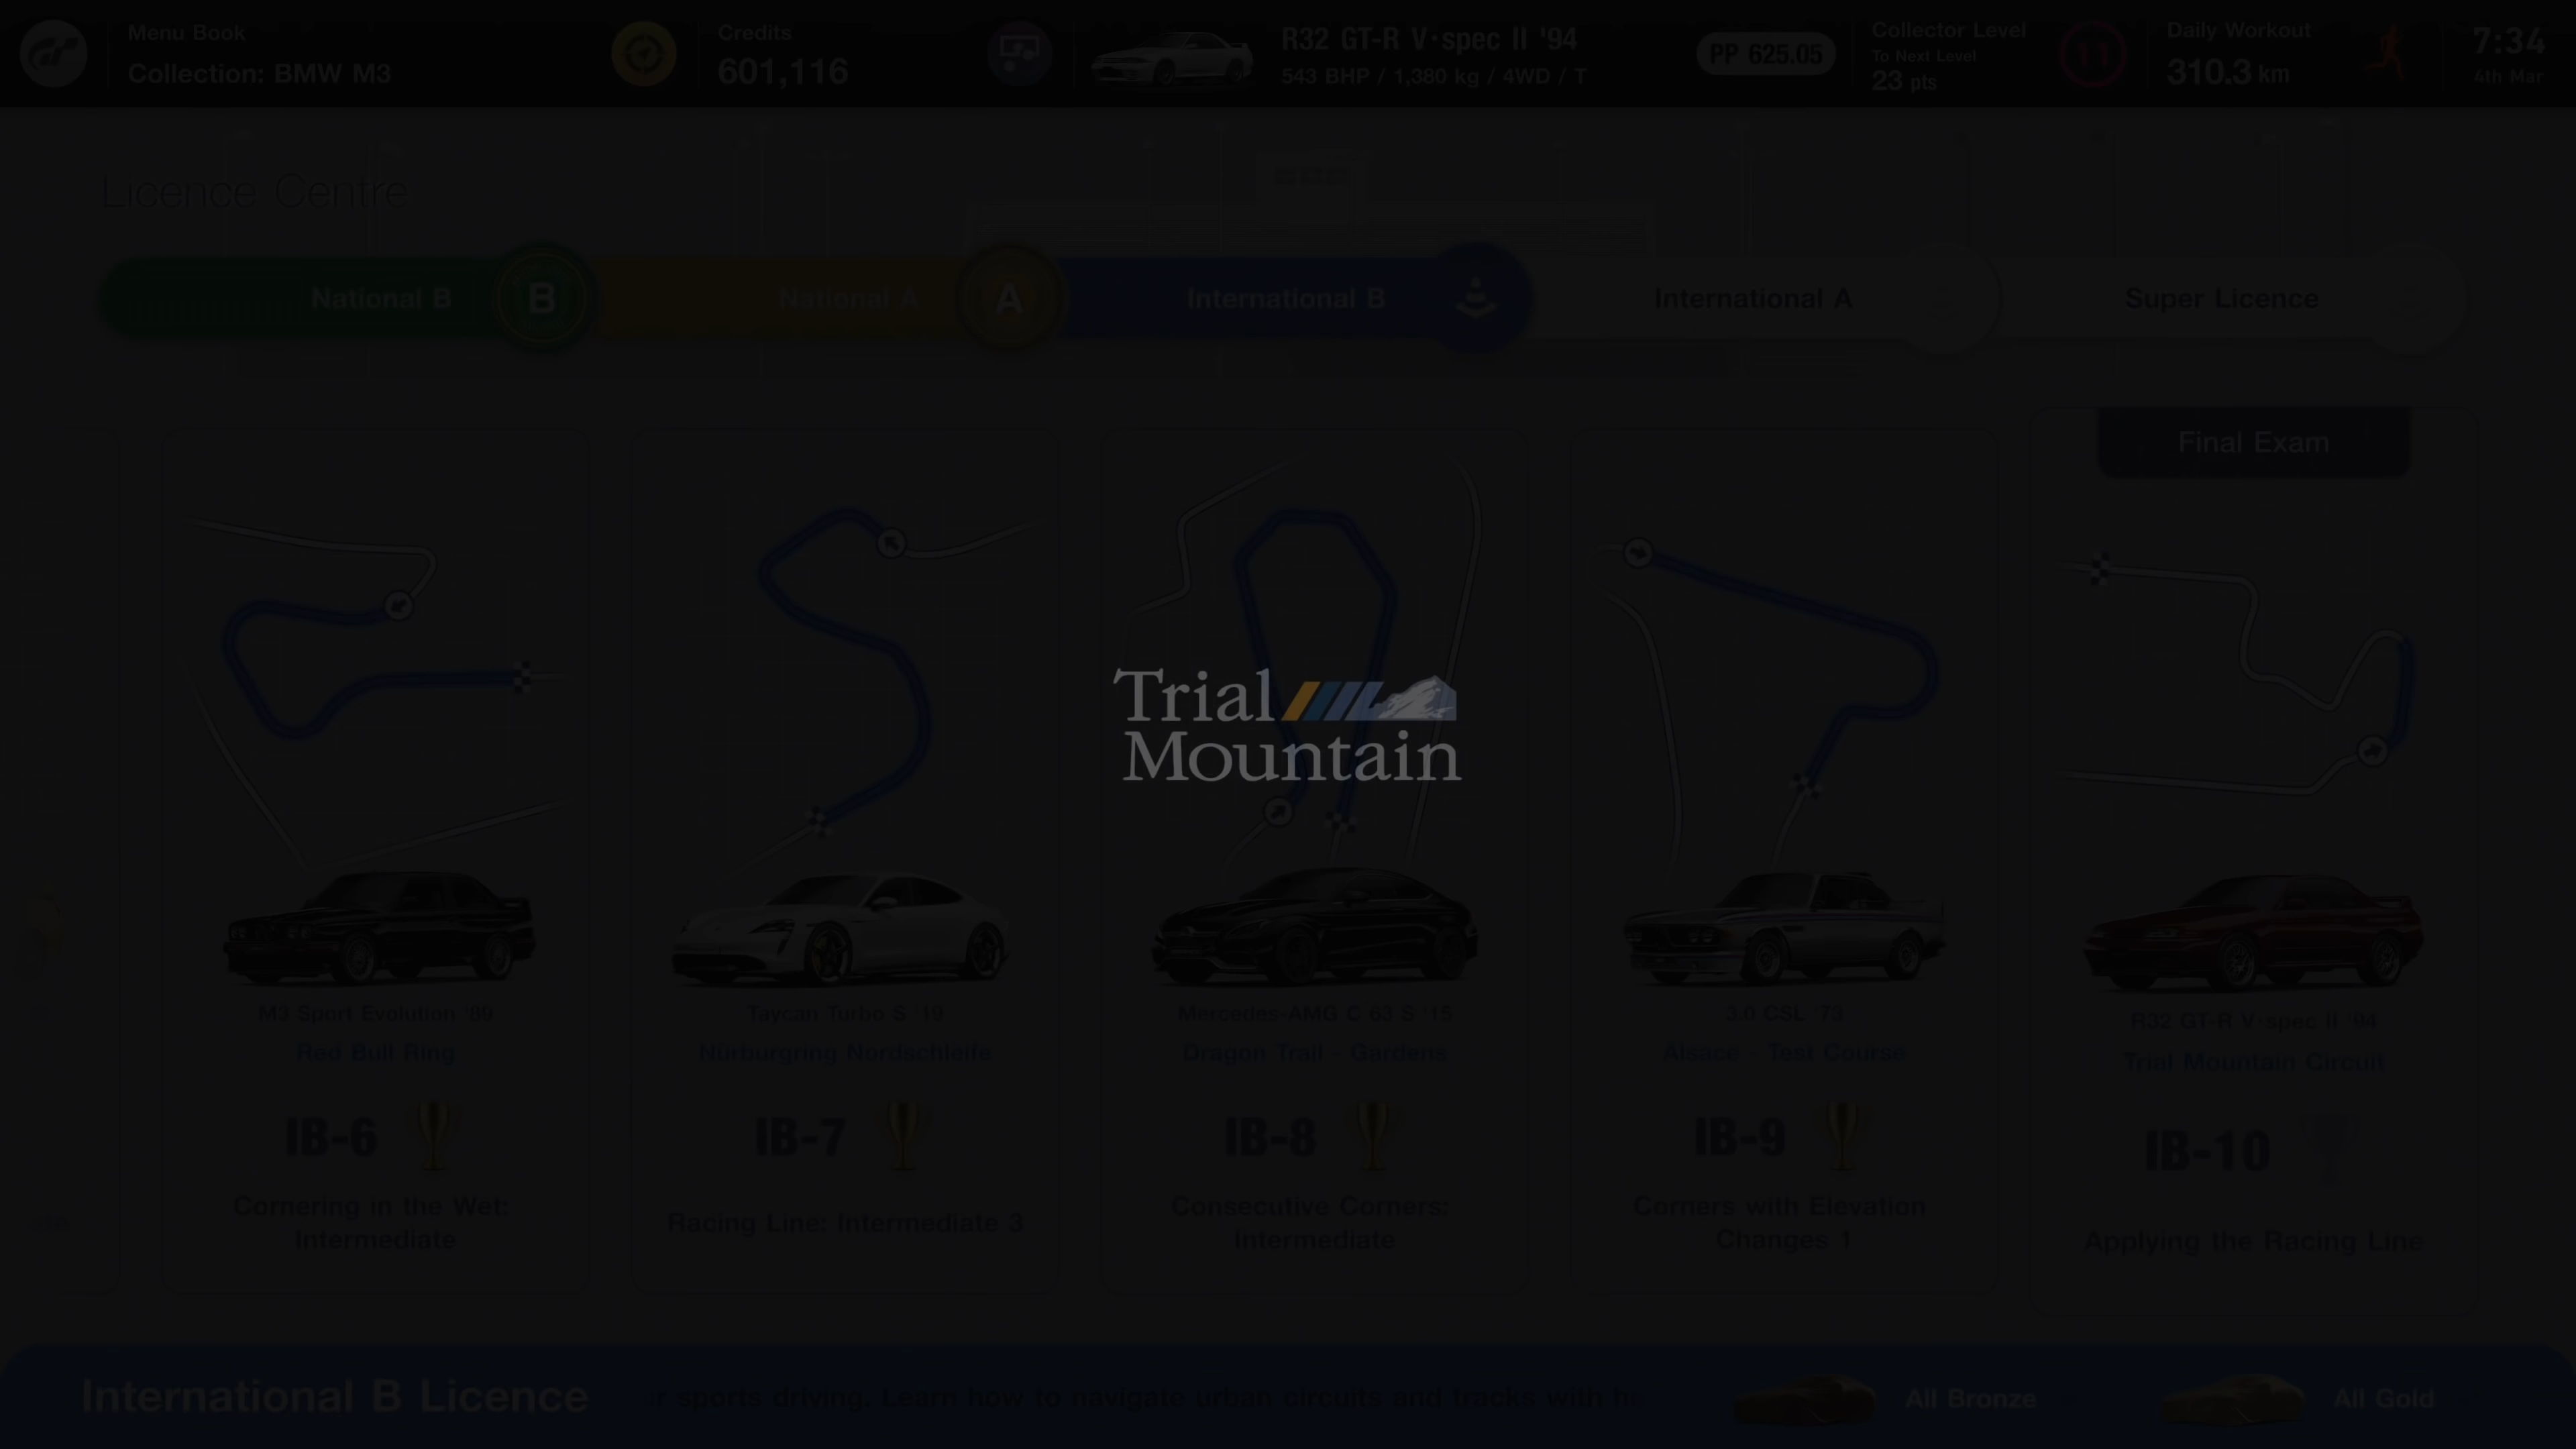 Menu Book
Collection: BMW M3
Credits
601,116
R32 GT-R V·spec II '94
543 BHP / 1,380 kg / 4WD / T
PP 625.05
Collector Level
To Next Level
23 pts
11
Daily Workout
310.3 km
7:34
4th Mar
Licence Centre
National B
B
National A
A
International B
International A
Super Licence
Final Exam
Trial
Mountain
M3 Sport Evolution '89
Red Bull Ring
IB-6
Cornering in the Wet:
Intermediate
Taycan Turbo S '19
Nürburgring Nordschleife
IB-7
Racing Line: Intermediate 3
Mercedes-AMG C 63 S '15
Dragon Trail - Gardens
IB-8
Consecutive Corners:
Intermediate
3.0 CSL '73
Alsace - Test Course
IB-9
Corners with Elevation
Changes 1
R32 GT-R V·spec II '94
Trial Mountain Circuit
IB-10
Applying the Racing Line
International B Licence
r sports driving. Learn how to navigate urban circuits and tracks with
All Bronze
All Gold